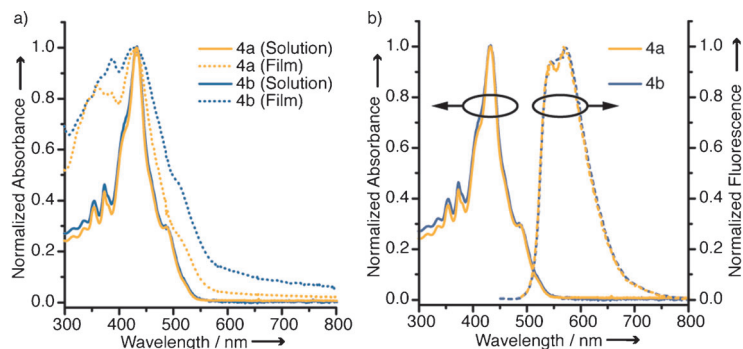 a)
Normalized Absorbance
1.0
0.8
0.6
0.4
0.2
0.0
4a (Solution)
4a (Film)
4b (Solution)
4b (Film)
300 400 500 600 700 800
Wavelength / nm
b)
Normalized Absorbance
1.0
0.8
0.6
0.4
0.2
0.0
4a
4b
1.0
0.8
0.6
0.4
0.2
0.0
Normalized Fluorescence
300 400 500 600 700 800
Wavelength / nm